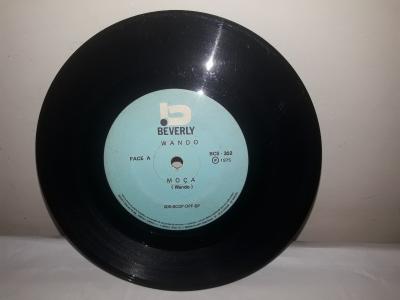 b
BEVERLY
WANDO
FACE A
BCS - 302
Ⓟ 1975
MOÇA
(Wando)